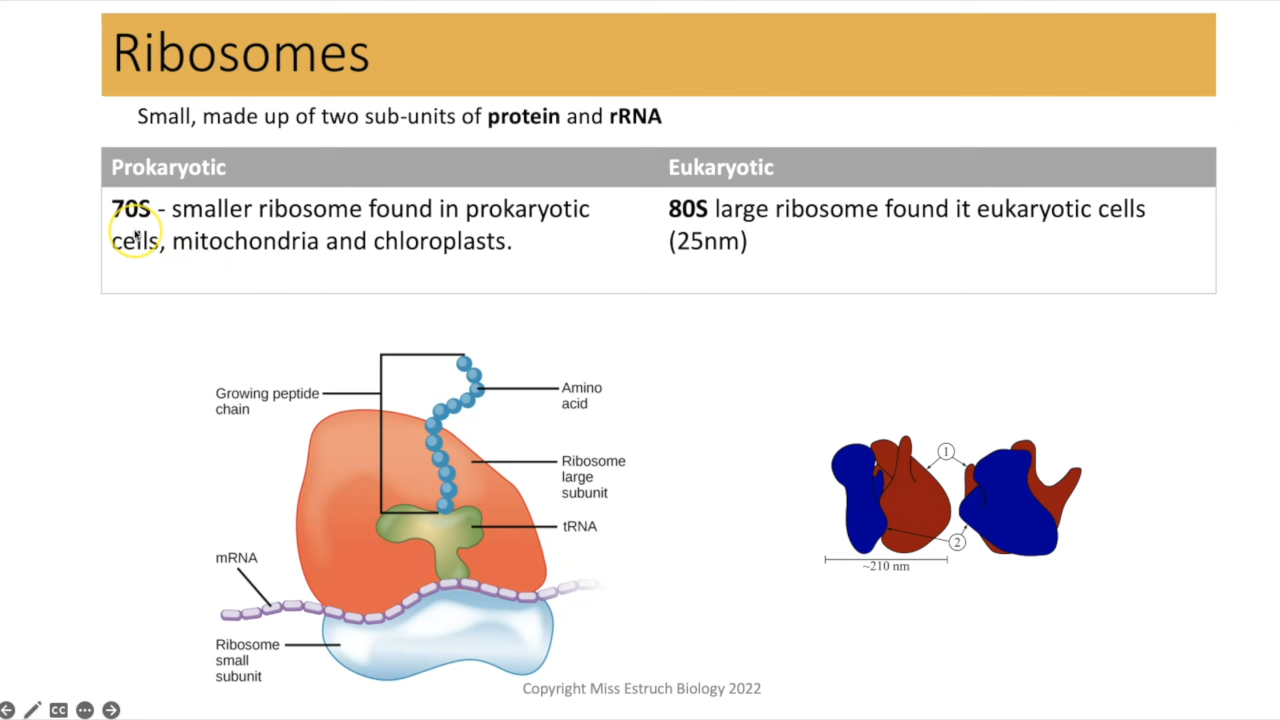 Ribosomes
Small, made up of two sub-units of protein and rRNA
Prokaryotic
Eukaryotic
70S - smaller ribosome found in prokaryotic
cells, mitochondria and chloroplasts.
80S large ribosome found it eukaryotic cells
(25nm)
Growing peptide
chain
Amino
acid
Ribosome
large
subunit
tRNA
mRNA
Ribosome
small
subunit
1
2
~210 nm
Copyright Miss Estruch Biology 2022
CC